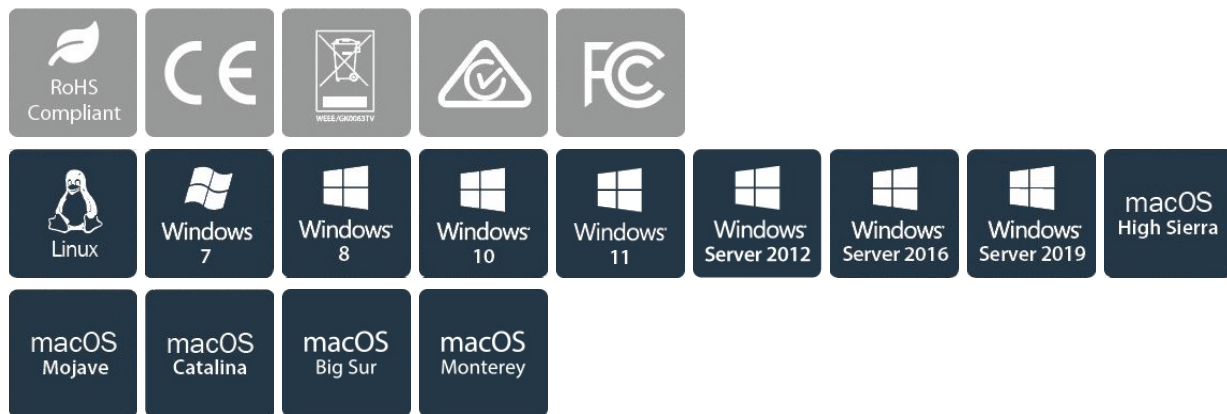 RoHS
Compliant
CE
WEEE/GK0063TV
FC
Linux
Windows
7
Windows
8
Windows
10
Windows
11
Windows
Server 2012
Windows
Server 2016
Windows
Server 2019
macOS
High Sierra
macOS
Mojave
macOS
Catalina
macOS
Big Sur
macOS
Monterey